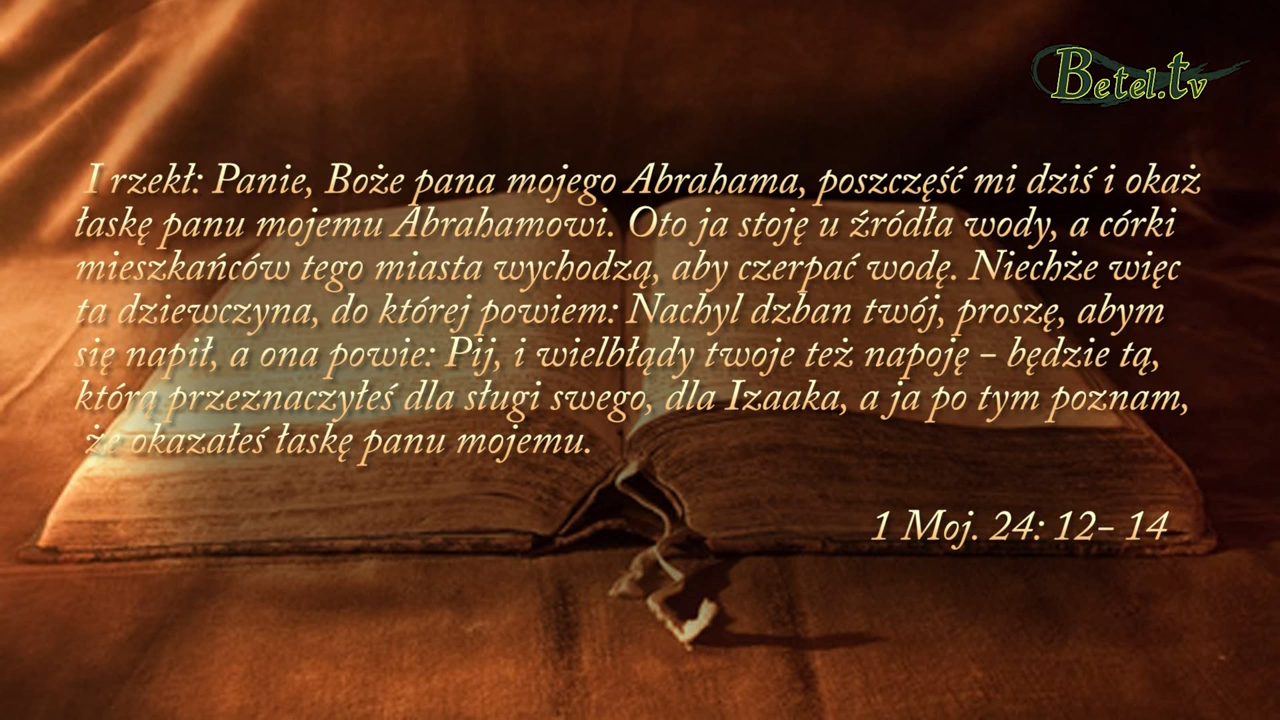 Betel.tv
I rzekł: Panie, Boże pana mojego Abrahama, poszczęść mi dziś i okaż
łaskę panu mojemu Abrahamowi. Oto ja stoję u źródła wody, a córki
mieszkańców tego miasta wychodzą, aby czerpać wodę. Niechże więc
ta dziewczyna, do której powiem: Nachyl dzban twój, proszę, abym
się napił, a ona powie: Pij, i wielbłądy twoje też napoję – będzie tą,
którą przeznaczyłeś dla sługi swego, dla Izaaka, a ja po tym poznam,
że okazałeś łaskę panu mojemu.
1 Moj. 24: 12– 14